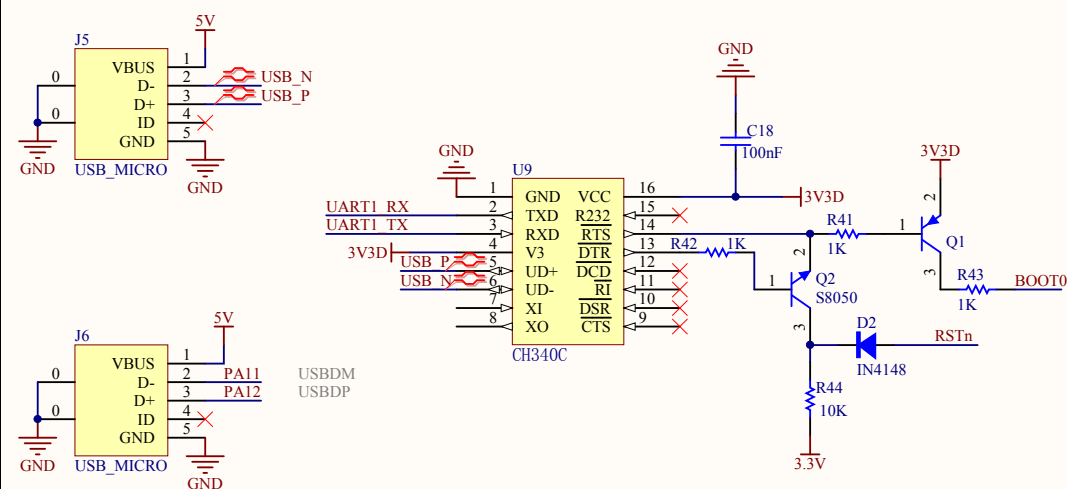 5V
J5
0
VBUS
1
D-
2
USB_N
D+
3
USB_P
0
ID
4
GND
5
GND
USB_MICRO
GND
GND
C18
100nF
GND
U9
3V3D
1
GND
VCC
16
3V3D
UART1_RX
2
TXD
R232
15
UART1_TX
3
RXD
RTS
14
R41
1K
3V3D
4
V3
DTR
13
R42
1K
USB_P
5
UD+
DCD
12
USB_N
6
UD-
RI
11
7
XI
DSR
10
8
XO
CTS
9
CH340C
2
1
Q1
3
2
Q2
1
S8050
3
R43
1K
BOOT0
D2
IN4148
RSTn
R44
10K
3.3V
5V
J6
0
VBUS
1
D-
2
PA11
USBDM
D+
3
PA12
USBDP
0
ID
4
GND
5
GND
USB_MICRO
GND